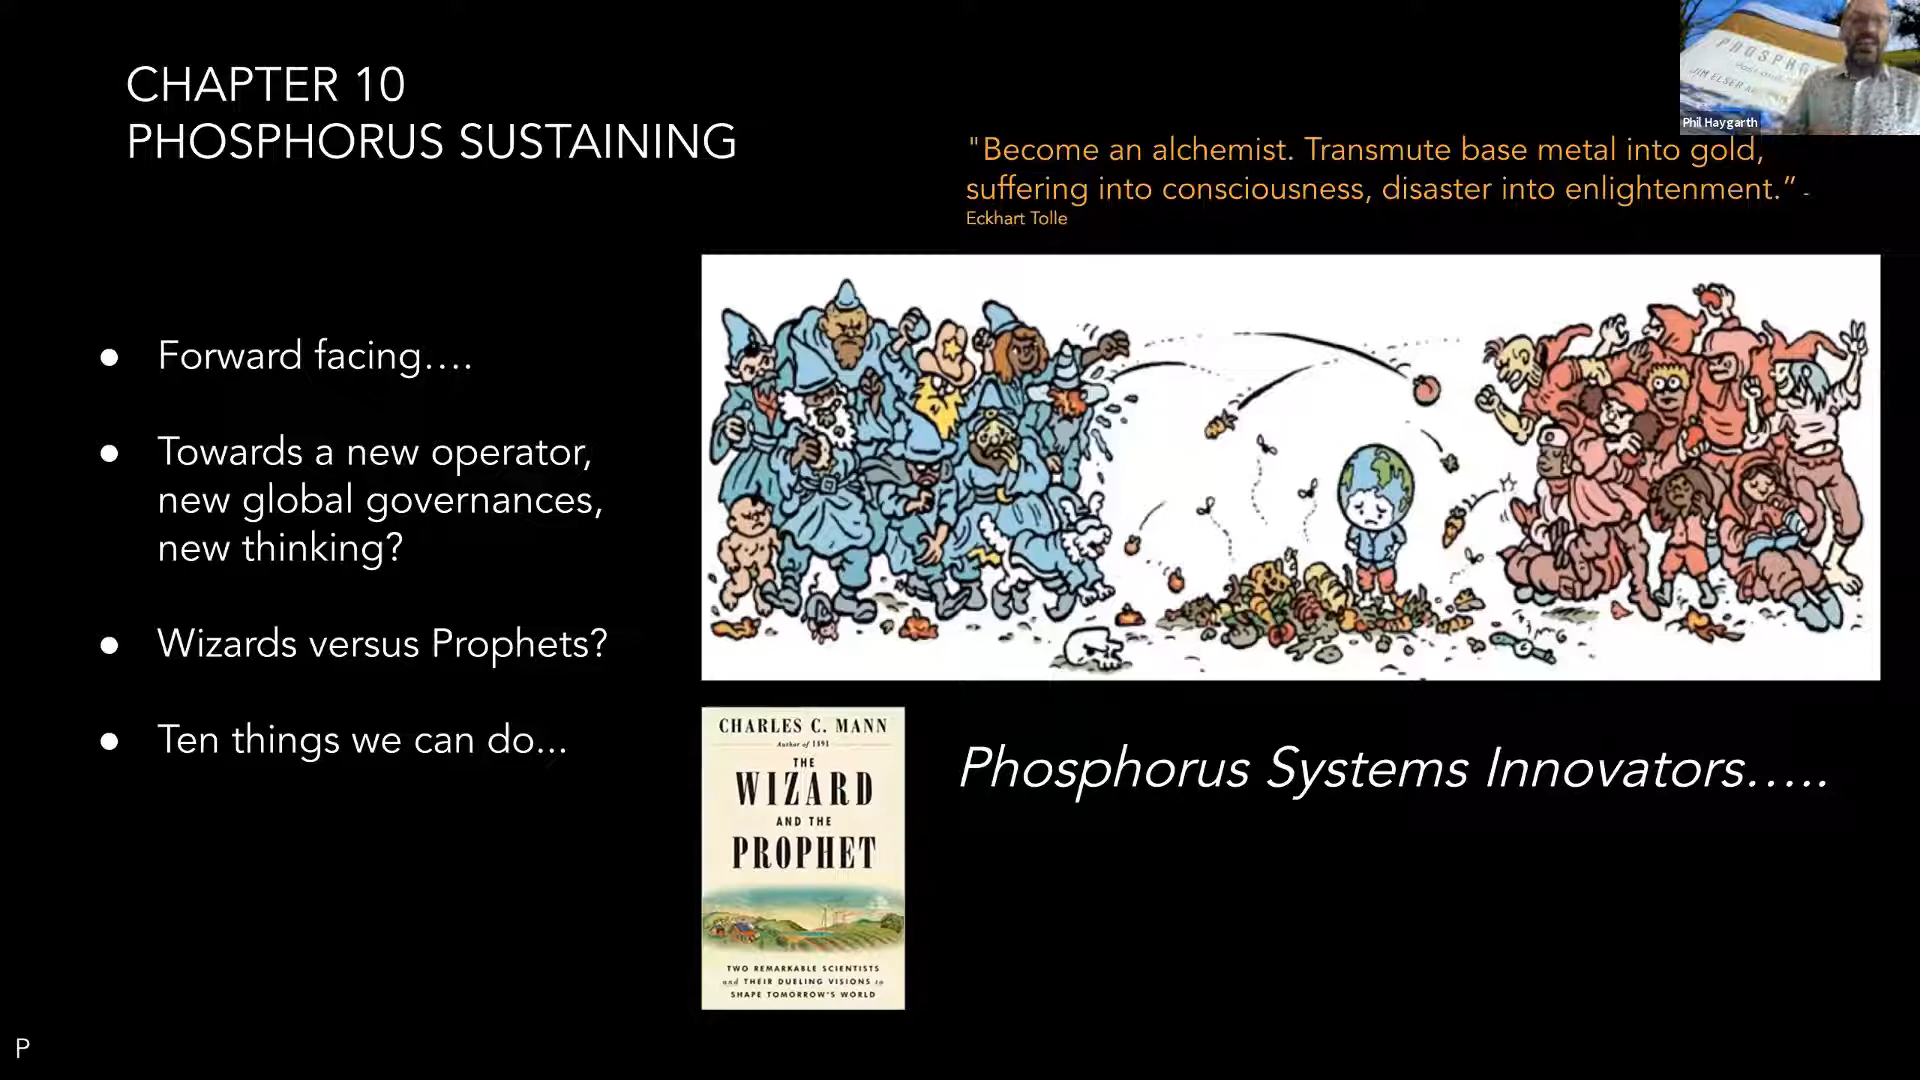 CHAPTER 10
PHOSPHORUS SUSTAINING
"Become an alchemist. Transmute base metal into gold,
suffering into consciousness, disaster into enlightenment.” -
Eckhart Tolle
● Forward facing….
● Towards a new operator,
new global governances,
new thinking?
● Wizards versus Prophets?
● Ten things we can do...
CHARLES C. MANN
Author of 1491
THE
WIZARD
AND THE
PROPHET
TWO REMARKABLE SCIENTISTS
and THEIR DUELING VISIONS to
SHAPE TOMORROW'S WORLD
Phosphorus Systems Innovators…..
P
JIM ELSER
Phil Haygarth